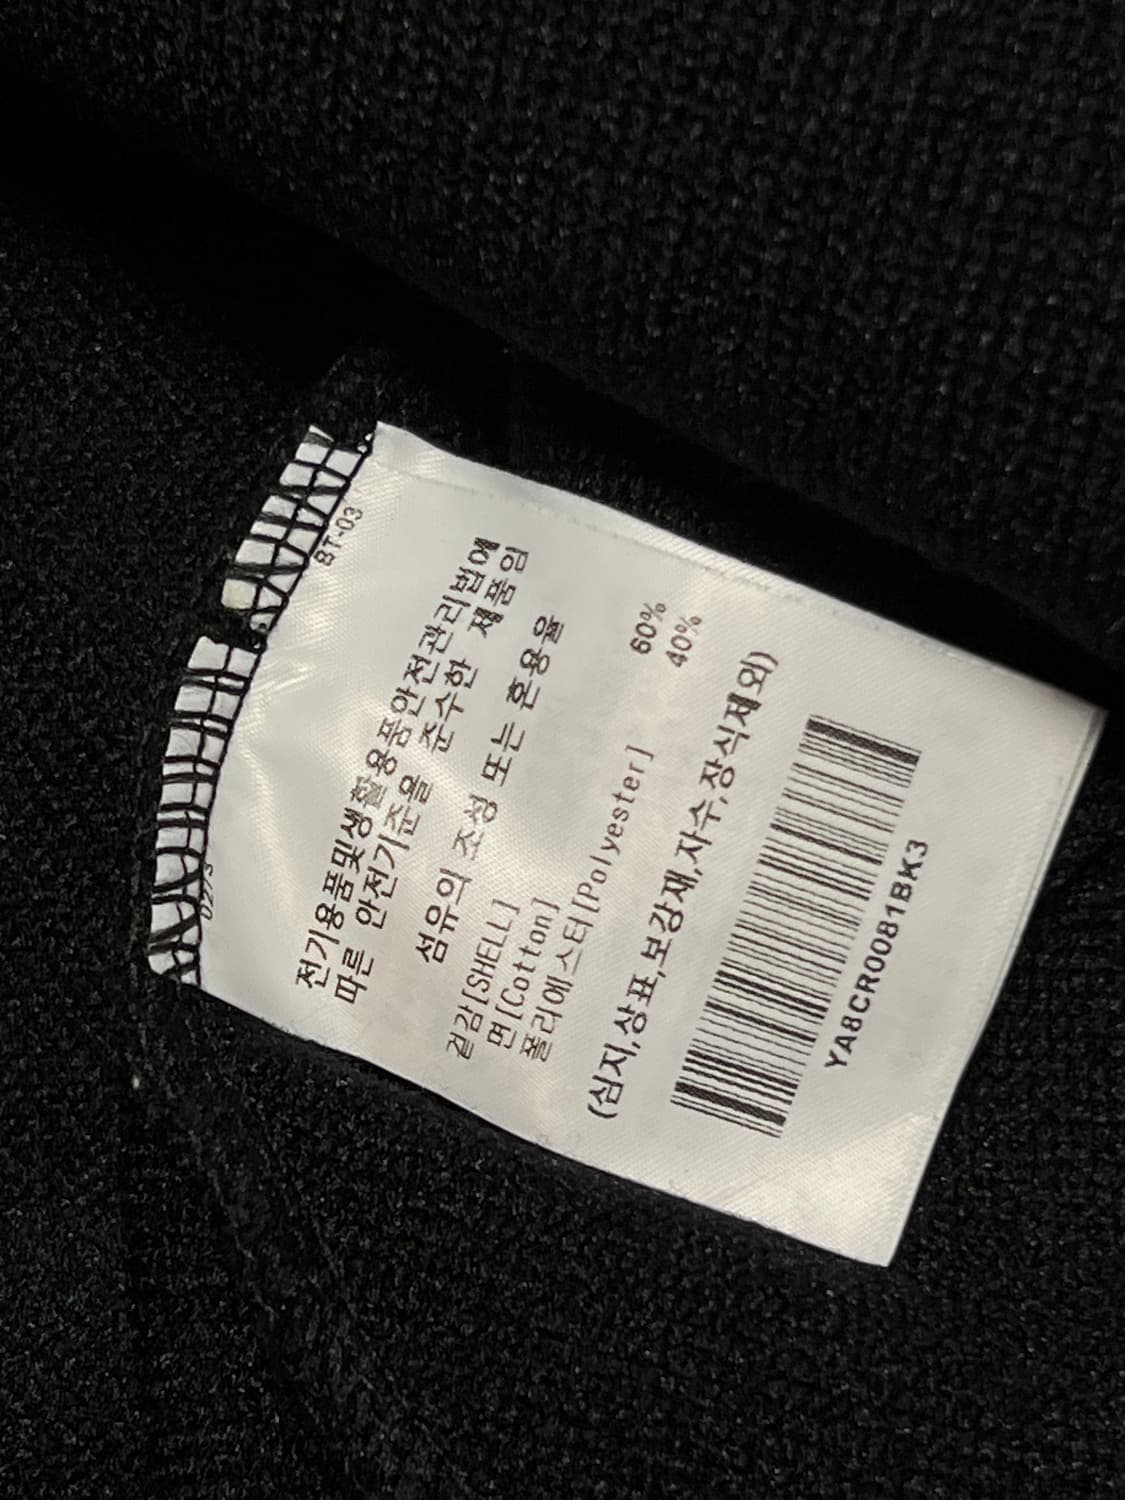 BT-03
전기용품및생활용품안전관리법에
따른 안전기준을 준수한 제품임
섬유의 조성 또는 혼용율
겉감[SHELL]
면[Cotton] 60%
폴리에스터[Polyester] 40%
(심지,상표,보강재,자수,장식제외)
YA8CR0081BK3